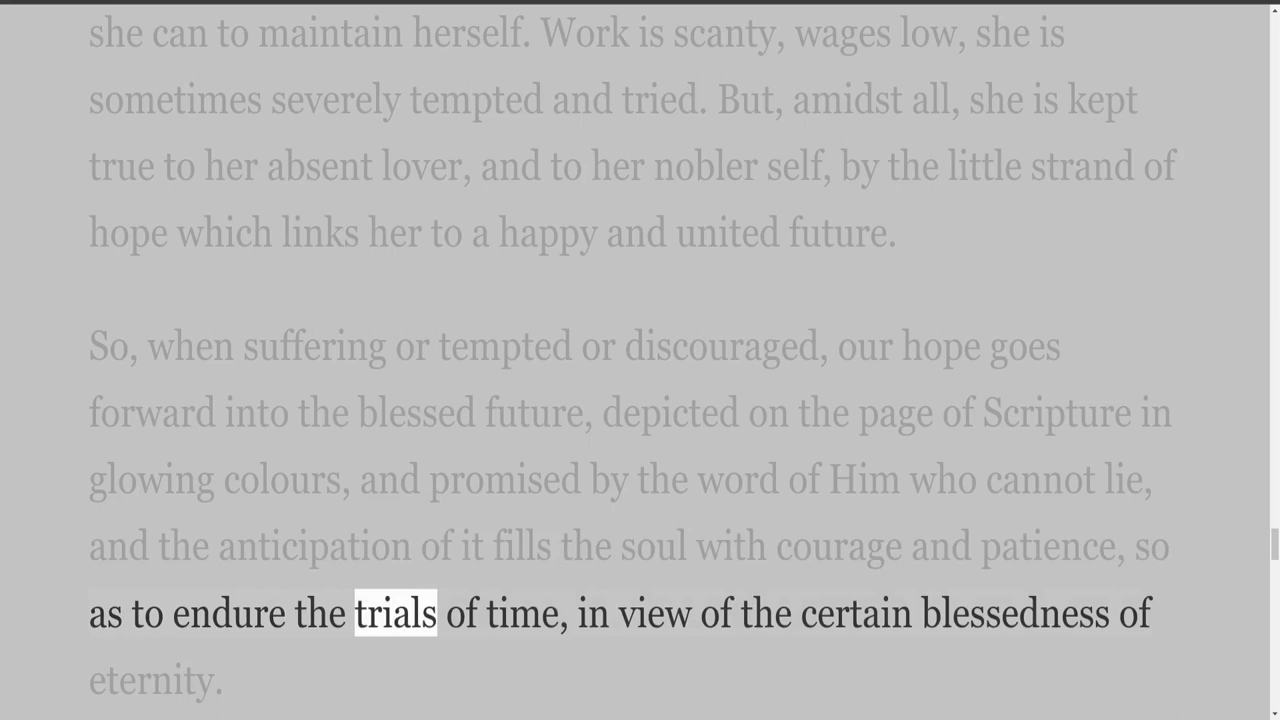 she can to maintain herself. Work is scanty, wages low, she is
sometimes severely tempted and tried. But, amidst all, she is kept
true to her absent lover, and to her nobler self, by the little strand of
hope which links her to a happy and united future.
So, when suffering or tempted or discouraged, our hope goes
forward into the blessed future, depicted on the page of Scripture in
glowing colours, and promised by the word of Him who cannot lie,
and the anticipation of it fills the soul with courage and patience, so
as to endure the trials of time, in view of the certain blessedness of
eternity.